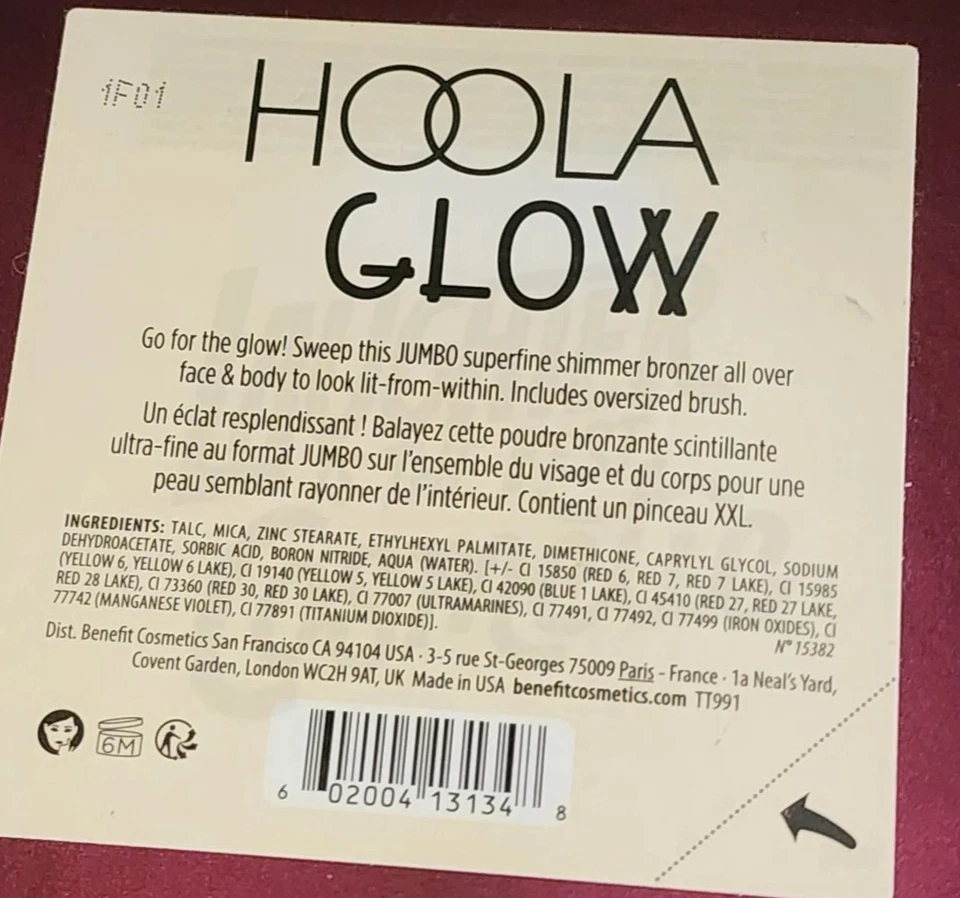 1F01
HOOLA
GLOW
Go for the glow! Sweep this JUMBO superfine shimmer bronzer all over
face & body to look lit-from-within. Includes oversized brush.
Un éclat resplendissant ! Balayez cette poudre bronzante scintillante
ultra-fine au format JUMBO sur l'ensemble du visage et du corps pour une
peau semblant rayonner de l'intérieur. Contient un pinceau XXL.
INGREDIENTS: TALC, MICA, ZINC STEARATE, ETHYLHEXYL PALMITATE, DIMETHICONE, CAPRYLYL GLYCOL, SODIUM
DEHYDROACETATE, SORBIC ACID, BORON NITRIDE, AQUA (WATER). [+/- CI 15850 (RED 6, RED 7, RED 7 LAKE), CI 15985
(YELLOW 6, YELLOW 6 LAKE), CI 19140 (YELLOW 5, YELLOW 5 LAKE), CI 42090 (BLUE 1 LAKE), CI 45410 (RED 27, RED 27 LAKE,
RED 28 LAKE), CI 73360 (RED 30, RED 30 LAKE), CI 77007 (ULTRAMARINES), CI 77491, CI 77492, CI 77499 (IRON OXIDES), CI
77742 (MANGANESE VIOLET), CI 77891 (TITANIUM DIOXIDE)].
N° 15382
Dist. Benefit Cosmetics San Francisco CA 94104 USA · 3-5 rue St-Georges 75009 Paris - France · 1a Neal's Yard,
Covent Garden, London WC2H 9AT, UK Made in USA benefitcosmetics.com TT991
6M
6 02004 13134 8